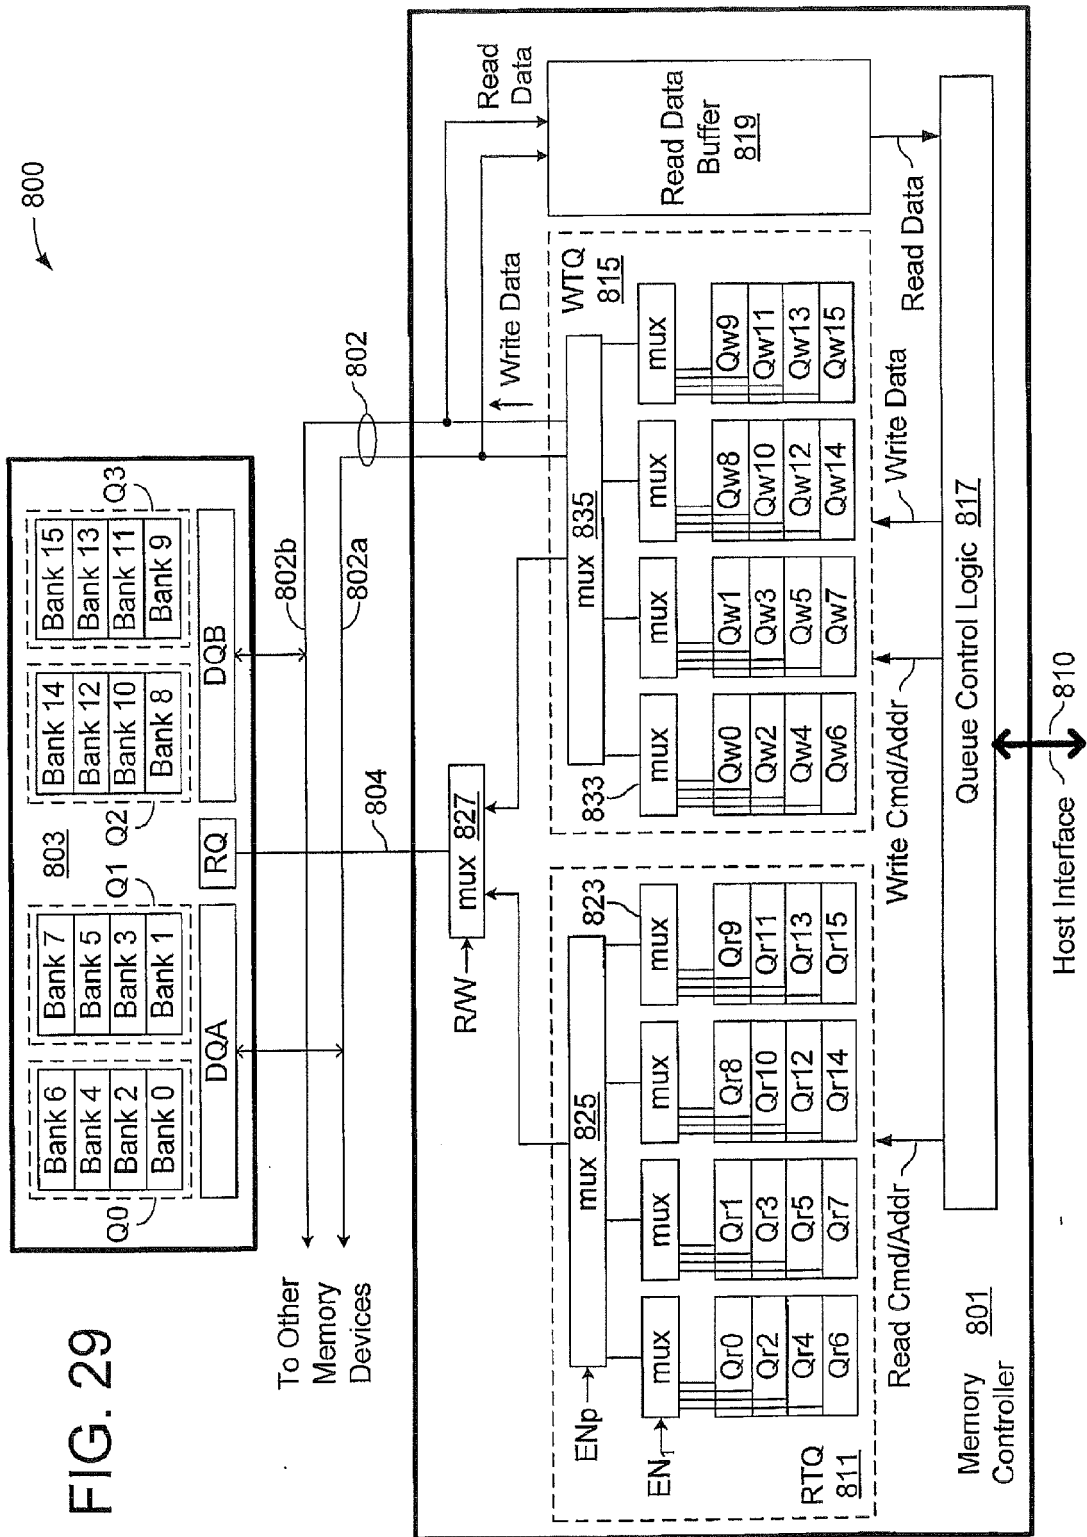 FIG. 29
800
Q0
Bank 6
Bank 4
Bank 2
Bank 0
Q1
Bank 7
Bank 5
Bank 3
Bank 1
803
Q2
Bank 14
Bank 12
Bank 10
Bank 8
Q3
Bank 15
Bank 13
Bank 11
Bank 9
DQA
RQ
DQB
To Other
Memory
Devices
802b
802a
802
804
R/W
mux 827
Write Data
Read
Data
ENp
mux 825
mux 835
WTQ
815
EN1
mux
mux
mux
mux
823
833
mux
mux
mux
mux
Qr0
Qr2
Qr4
Qr6
Qr1
Qr3
Qr5
Qr7
Qr8
Qr10
Qr12
Qr14
Qr9
Qr11
Qr13
Qr15
Qw0
Qw2
Qw4
Qw6
Qw1
Qw3
Qw5
Qw7
Qw8
Qw10
Qw12
Qw14
Qw9
Qw11
Qw13
Qw15
Read Data
Buffer
819
RTQ
811
Read Cmd/Addr
Write Cmd/Addr
Write Data
Read Data
Queue Control Logic 817
Memory
Controller
801
Host Interface
810